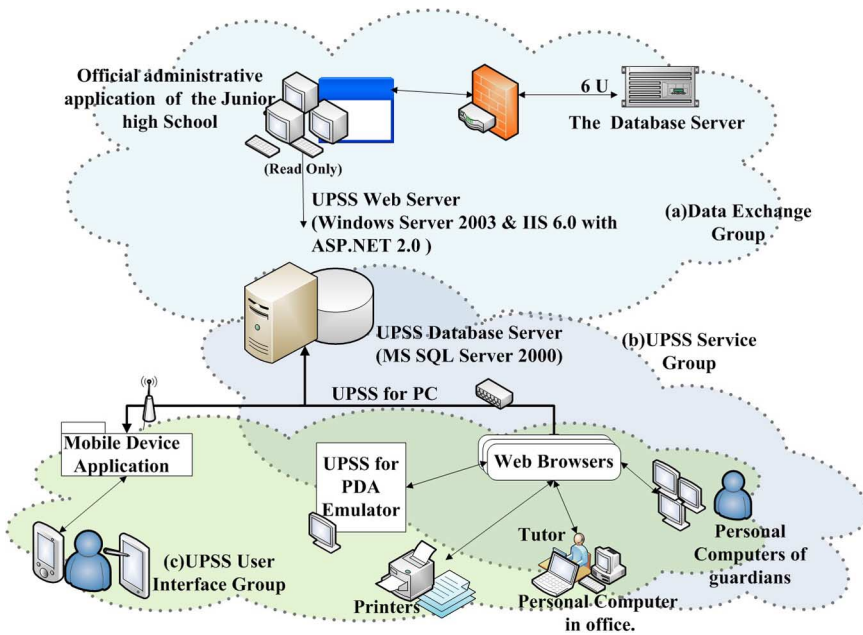 Official administrative
application of the Junior
high School
6 U
The Database Server
(Read Only)
UPSS Web Server
(Windows Server 2003 & IIS 6.0 with
ASP.NET 2.0 )
(a)Data Exchange
Group
UPSS Database Server
(MS SQL Server 2000)
(b)UPSS Service
Group
UPSS for PC
Mobile Device
Application
UPSS for
PDA
Emulator
Web Browsers
Tutor
Personal
Computers of
guardians
(c)UPSS User
Interface Group
Printers
Personal Computer
in office.